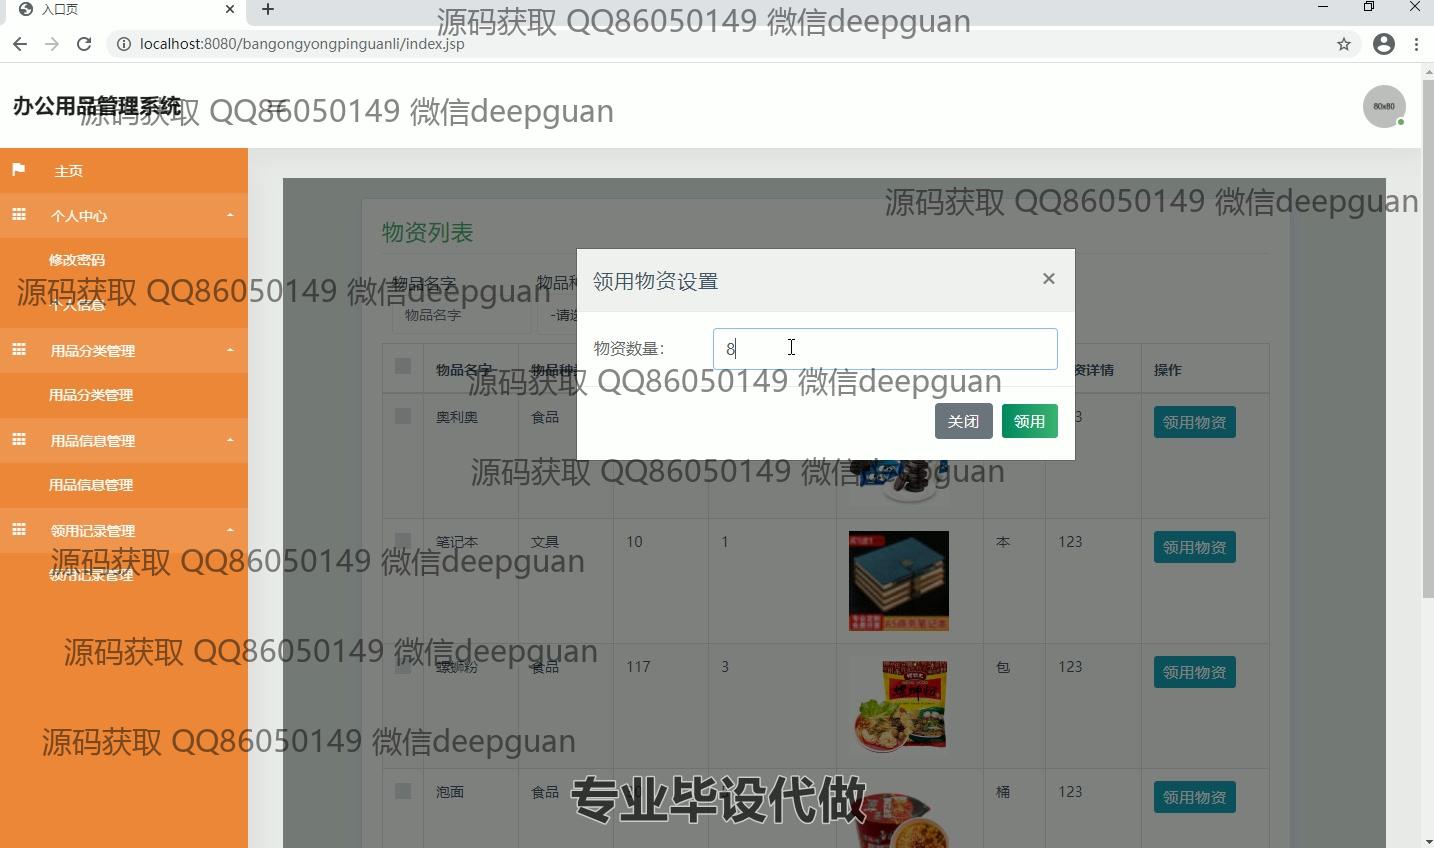 入口页
源码获取 QQ86050149 微信deepguan
localhost:8080/bangongyongpinguanli/index.jsp
办公用品管理系统
源码获取 QQ86050149 微信deepguan
80x80
主页
源码获取 QQ86050149 微信deepguan
个人中心
物资列表
修改密码
领用物资设置
×
物品名字
物品种
源码获取 QQ86050149 微信deepguan
个人信息
物品名字
-请选
用品分类管理
物资数量：
8
物品名字
物品种类
资详情
操作
源码获取 QQ86050149 微信deepguan
用品分类管理
关闭
领用
奥利奥
食品
3
领用物资
用品信息管理
源码获取 QQ86050149 微信deepguan
用品信息管理
领用记录管理
笔记本
文具
10
1
本
123
领用物资
源码获取 QQ86050149 微信deepguan
领用记录管理
A5商务笔记本
源码获取 QQ86050149 微信deepguan
螺蛳粉
食品
117
3
包
123
领用物资
螺蛳粉
源码获取 QQ86050149 微信deepguan
泡面
食品
桶
123
领用物资
专业毕设代做